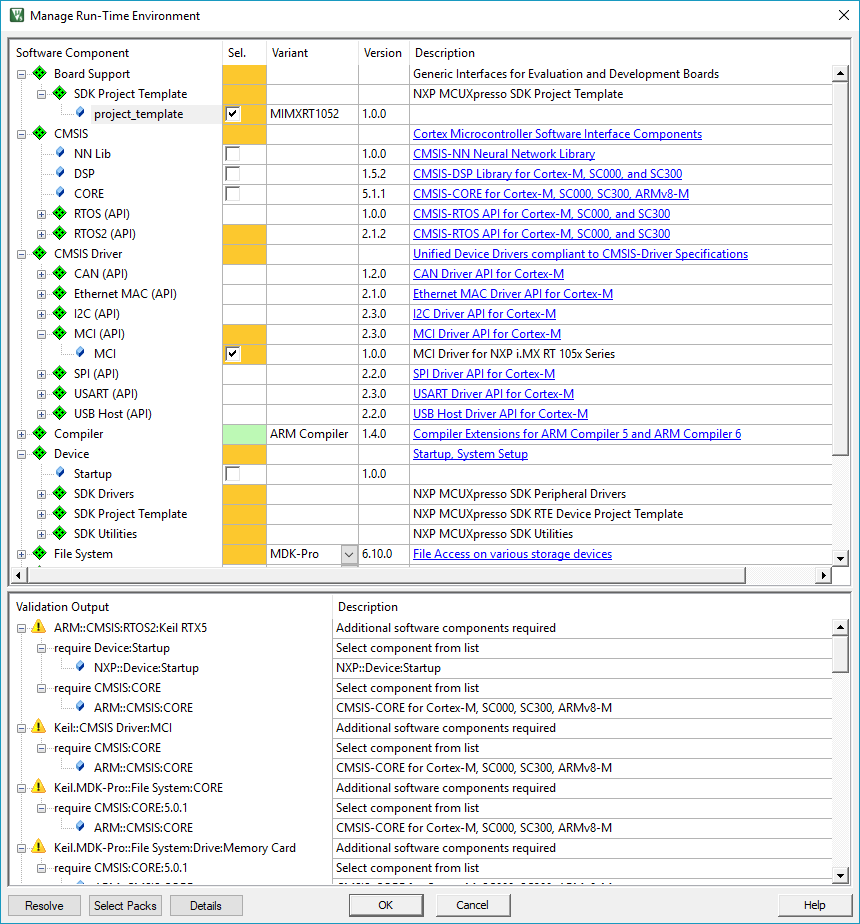 Manage Run-Time Environment
Software Component Sel. Variant Version Description
Board Support Generic Interfaces for Evaluation and Development Boards
SDK Project Template NXP MCUXpresso SDK Project Template
project_template MIMXRT1052 1.0.0
CMSIS Cortex Microcontroller Software Interface Components
NN Lib 1.0.0 CMSIS-NN Neural Network Library
DSP 1.5.2 CMSIS-DSP Library for Cortex-M, SC000, and SC300
CORE 5.1.1 CMSIS-CORE for Cortex-M, SC000, SC300, ARMv8-M
RTOS (API) 1.0.0 CMSIS-RTOS API for Cortex-M, SC000, and SC300
RTOS2 (API) 2.1.2 CMSIS-RTOS API for Cortex-M, SC000, and SC300
CMSIS Driver Unified Device Drivers compliant to CMSIS-Driver Specifications
CAN (API) 1.2.0 CAN Driver API for Cortex-M
Ethernet MAC (API) 2.1.0 Ethernet MAC Driver API for Cortex-M
I2C (API) 2.3.0 I2C Driver API for Cortex-M
MCI (API) 2.3.0 MCI Driver API for Cortex-M
MCI 1.0.0 MCI Driver for NXP i.MX RT 105x Series
SPI (API) 2.2.0 SPI Driver API for Cortex-M
USART (API) 2.3.0 USART Driver API for Cortex-M
USB Host (API) 2.2.0 USB Host Driver API for Cortex-M
Compiler ARM Compiler 1.4.0 Compiler Extensions for ARM Compiler 5 and ARM Compiler 6
Device Startup, System Setup
Startup 1.0.0
SDK Drivers NXP MCUXpresso SDK Peripheral Drivers
SDK Project Template NXP MCUXpresso SDK RTE Device Project Template
SDK Utilities NXP MCUXpresso SDK Utilities
File System MDK-Pro 6.10.0 File Access on various storage devices
Validation Output Description
ARM::CMSIS:RTOS2:Keil RTX5 Additional software components required
require Device:Startup Select component from list
NXP::Device:Startup NXP::Device:Startup
require CMSIS:CORE Select component from list
ARM::CMSIS:CORE CMSIS-CORE for Cortex-M, SC000, SC300, ARMv8-M
Keil::CMSIS Driver:MCI Additional software components required
require CMSIS:CORE Select component from list
ARM::CMSIS:CORE CMSIS-CORE for Cortex-M, SC000, SC300, ARMv8-M
Keil.MDK-Pro::File System:CORE Additional software components required
require CMSIS:CORE:5.0.1 Select component from list
ARM::CMSIS:CORE CMSIS-CORE for Cortex-M, SC000, SC300, ARMv8-M
Keil.MDK-Pro::File System:Drive:Memory Card Additional software components required
require CMSIS:CORE:5.0.1 Select component from list
Resolve Select Packs Details OK Cancel Help